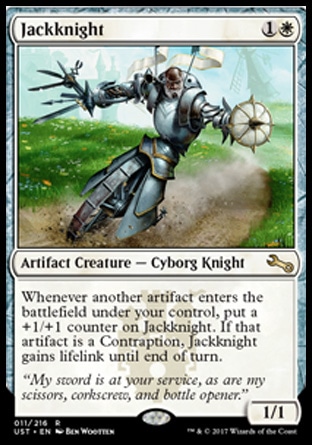 Jackknight 1
Artifact Creature — Cyborg Knight
Whenever another artifact enters the
battlefield under your control, put a
+1/+1 counter on Jackknight. If that
artifact is a Contraption, Jackknight
gains lifelink until end of turn.
“My sword is at your service, as are my
scissors, corkscrew, and bottle opener.”
1/1
011/216 R
UST • EN Ben Wootten
™ & © 2017 Wizards of the Coast